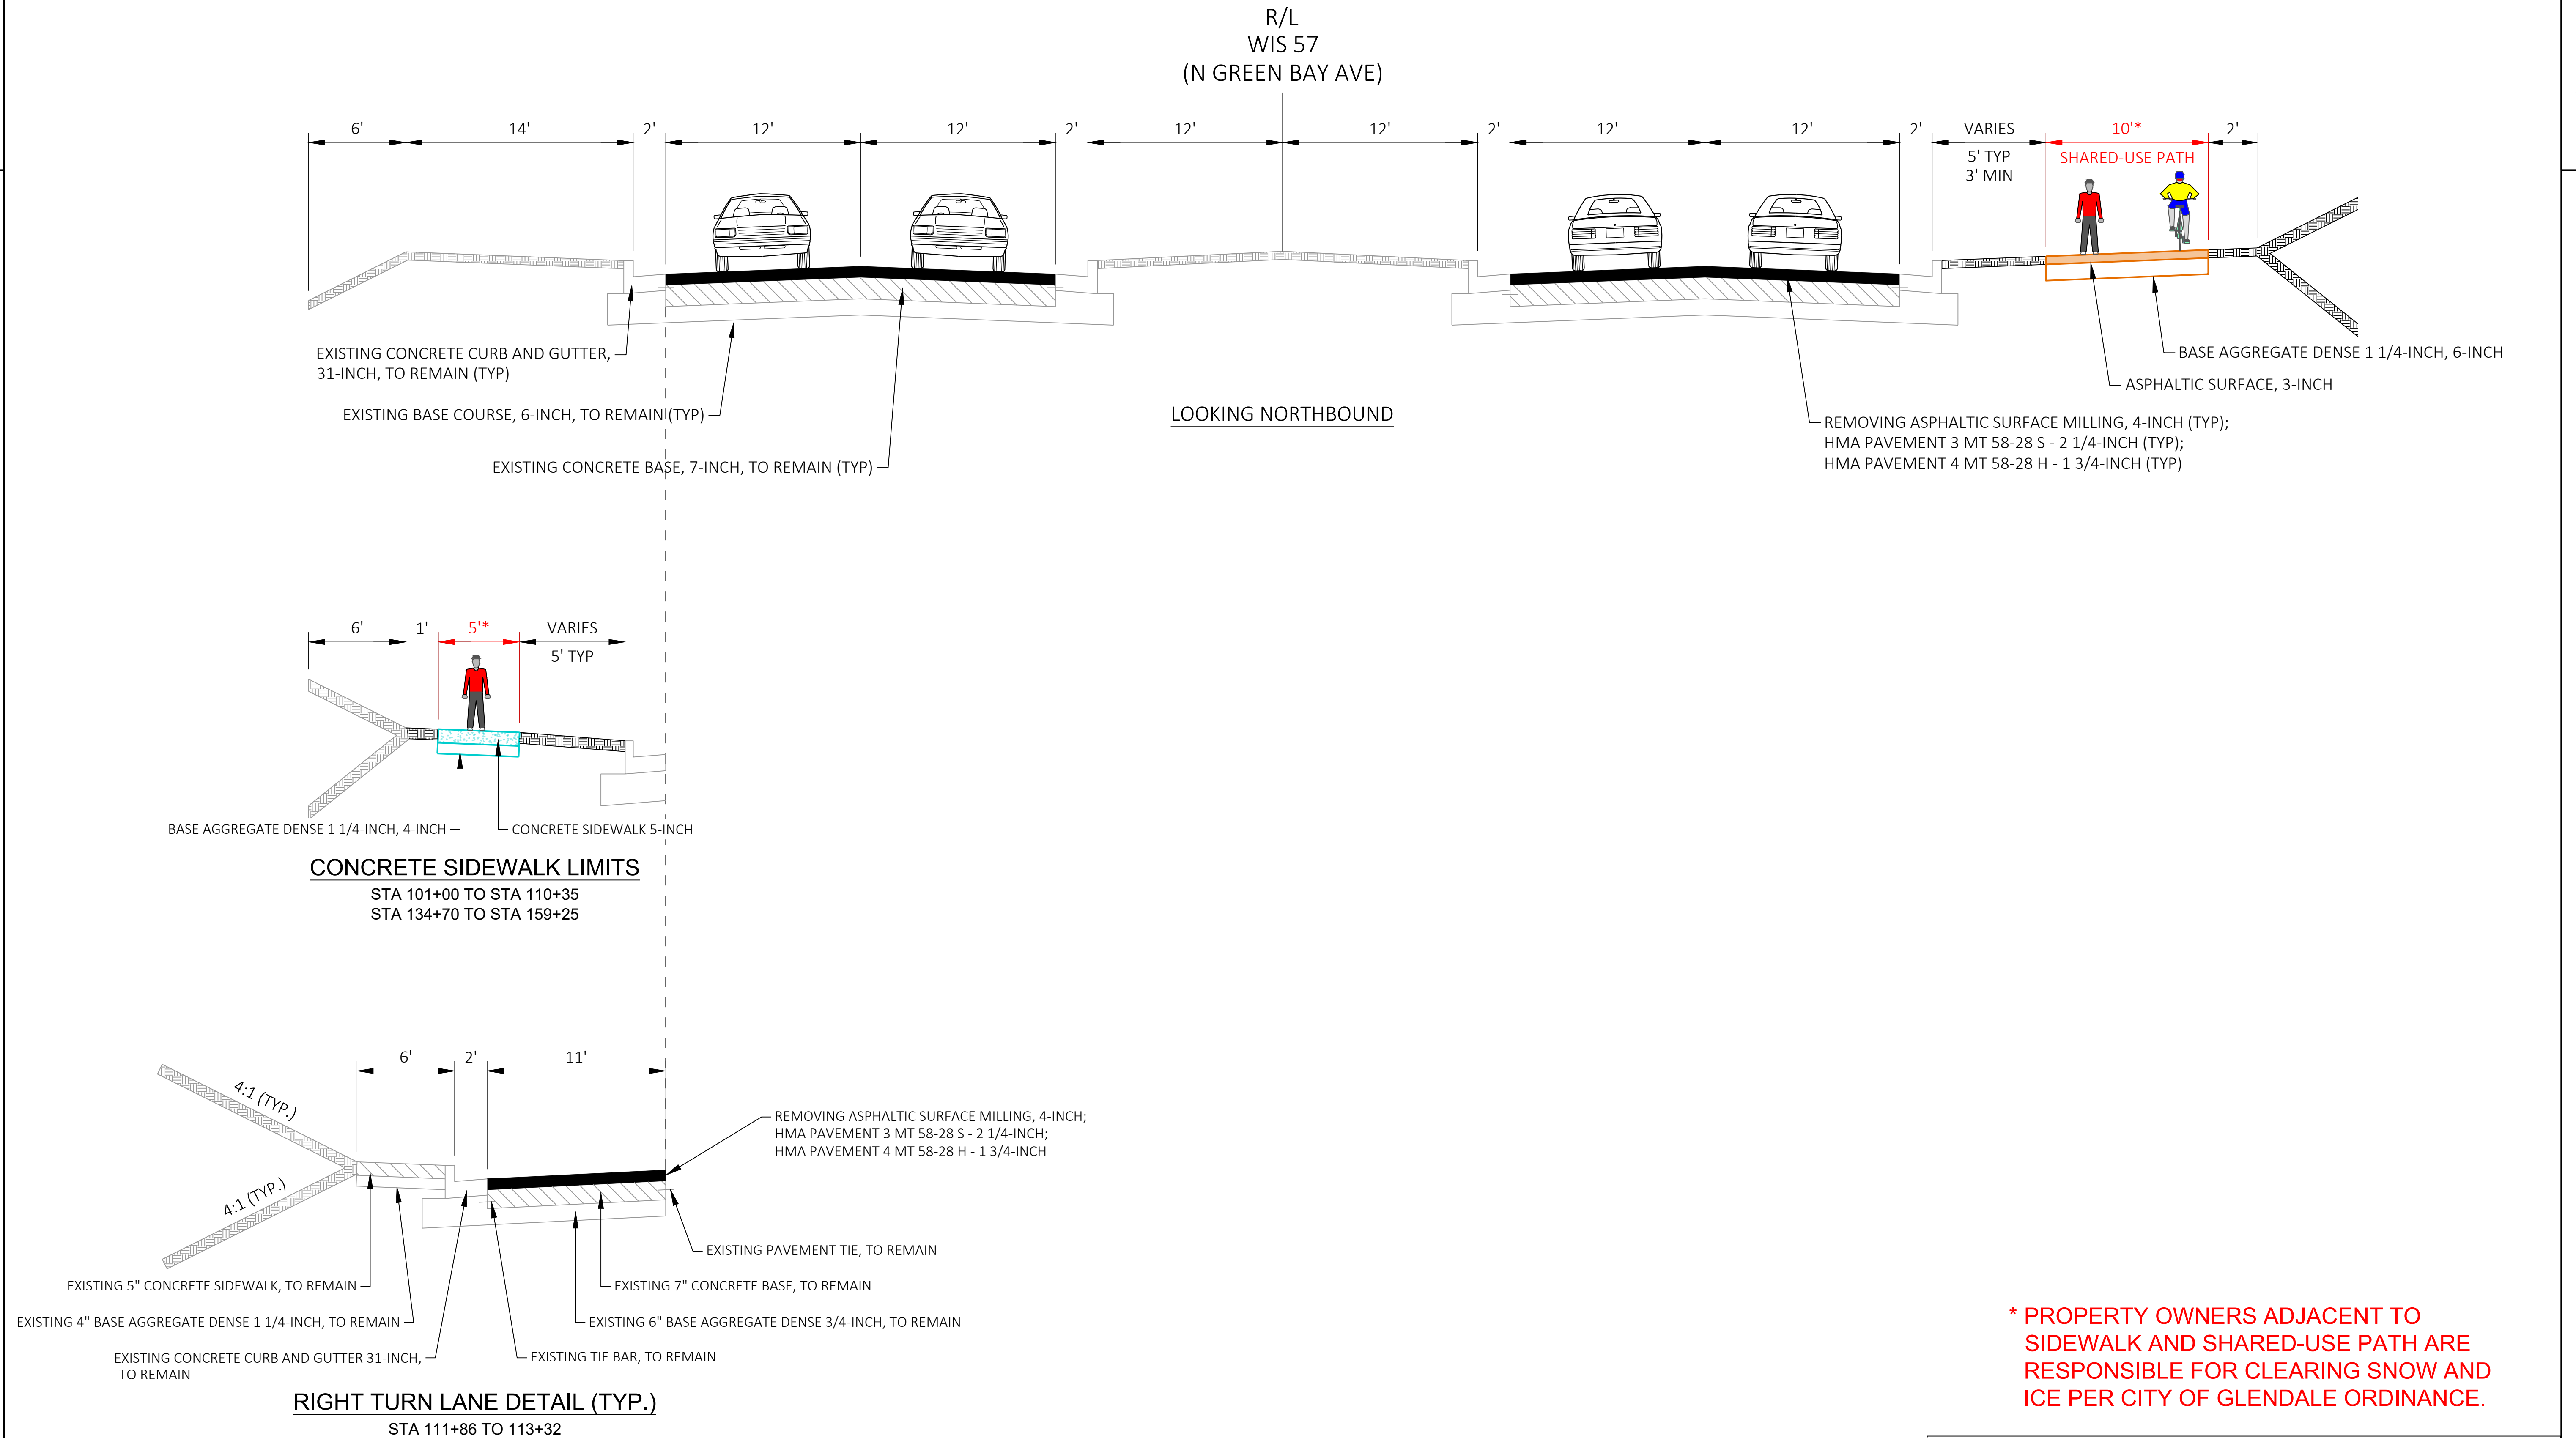 R/L
WIS 57
(N GREEN BAY AVE)
6' 14' 2' 12' 12' 2' 12' 12' 2' 12' 12' 2' VARIES 10'* 2'
5' TYP SHARED-USE PATH
3' MIN
EXISTING CONCRETE CURB AND GUTTER,
31-INCH, TO REMAIN (TYP)
EXISTING BASE COURSE, 6-INCH, TO REMAIN (TYP)
EXISTING CONCRETE BASE, 7-INCH, TO REMAIN (TYP)
LOOKING NORTHBOUND
BASE AGGREGATE DENSE 1 1/4-INCH, 6-INCH
ASPHALTIC SURFACE, 3-INCH
REMOVING ASPHALTIC SURFACE MILLING, 4-INCH (TYP);
HMA PAVEMENT 3 MT 58-28 S - 2 1/4-INCH (TYP);
HMA PAVEMENT 4 MT 58-28 H - 1 3/4-INCH (TYP)
6' 1' 5'* VARIES
5' TYP
BASE AGGREGATE DENSE 1 1/4-INCH, 4-INCH
CONCRETE SIDEWALK 5-INCH
CONCRETE SIDEWALK LIMITS
STA 101+00 TO STA 110+35
STA 134+70 TO STA 159+25
6' 2' 11'
4:1 (TYP.)
4:1 (TYP.)
REMOVING ASPHALTIC SURFACE MILLING, 4-INCH;
HMA PAVEMENT 3 MT 58-28 S - 2 1/4-INCH;
HMA PAVEMENT 4 MT 58-28 H - 1 3/4-INCH
EXISTING PAVEMENT TIE, TO REMAIN
EXISTING 5" CONCRETE SIDEWALK, TO REMAIN
EXISTING 7" CONCRETE BASE, TO REMAIN
EXISTING 4" BASE AGGREGATE DENSE 1 1/4-INCH, TO REMAIN
EXISTING 6" BASE AGGREGATE DENSE 3/4-INCH, TO REMAIN
EXISTING CONCRETE CURB AND GUTTER 31-INCH,
TO REMAIN
EXISTING TIE BAR, TO REMAIN
RIGHT TURN LANE DETAIL (TYP.)
STA 111+86 TO 113+32
* PROPERTY OWNERS ADJACENT TO
SIDEWALK AND SHARED-USE PATH ARE
RESPONSIBLE FOR CLEARING SNOW AND
ICE PER CITY OF GLENDALE ORDINANCE.